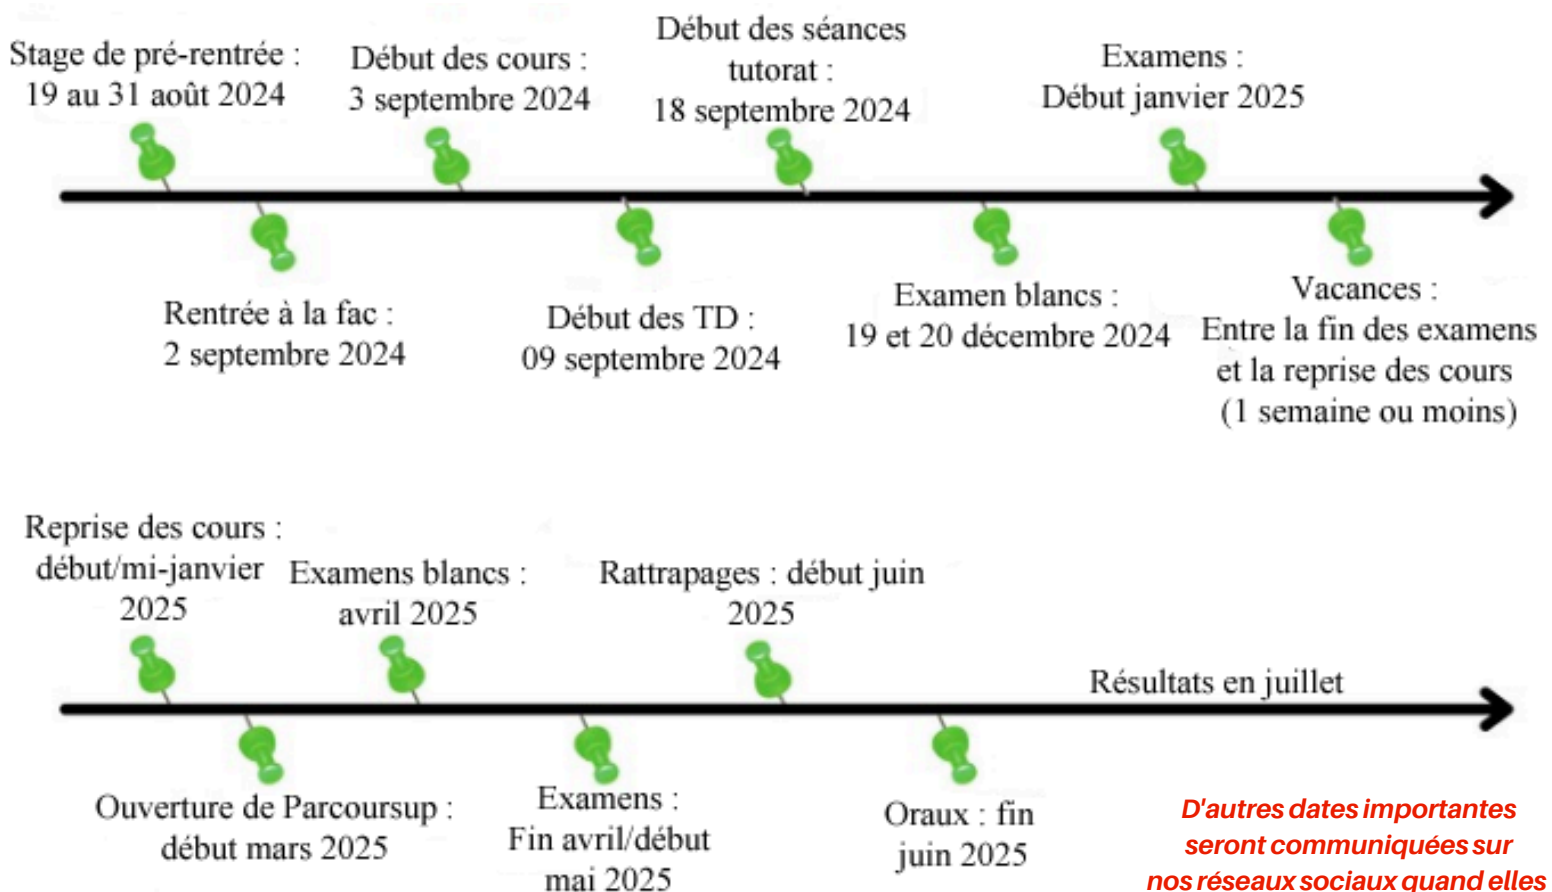 Stage de pré-rentrée :
19 au 31 août 2024
Début des cours :
3 septembre 2024
Début des séances
tutorat :
18 septembre 2024
Examens :
Début janvier 2025
Rentrée à la fac :
2 septembre 2024
Début des TD :
09 septembre 2024
Examen blancs :
19 et 20 décembre 2024
Vacances :
Entre la fin des examens
et la reprise des cours
(1 semaine ou moins)
Reprise des cours :
début/mi-janvier
2025
Examens blancs :
avril 2025
Rattrapages : début juin
2025
Résultats en juillet
Ouverture de Parcoursup :
début mars 2025
Examens :
Fin avril/début
mai 2025
Oraux : fin
juin 2025
D'autres dates importantes
seront communiquées sur
nos réseaux sociaux quand elles